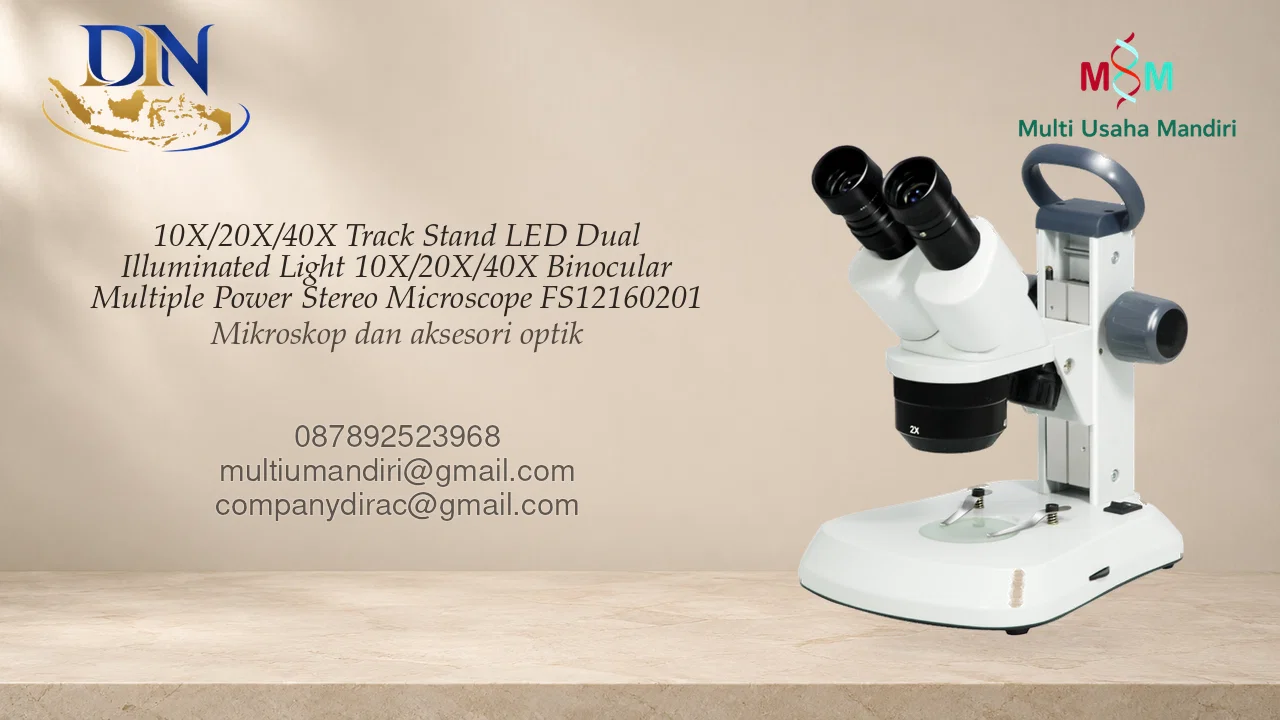 DN
M M
Multi Usaha Mandiri
10X/20X/40X Track Stand LED Dual
Illuminated Light 10X/20X/40X Binocular
Multiple Power Stereo Microscope FS12160201
Mikroskop dan aksesori optik
087892523968
multiumandiri@gmail.com
companydirac@gmail.com
2X